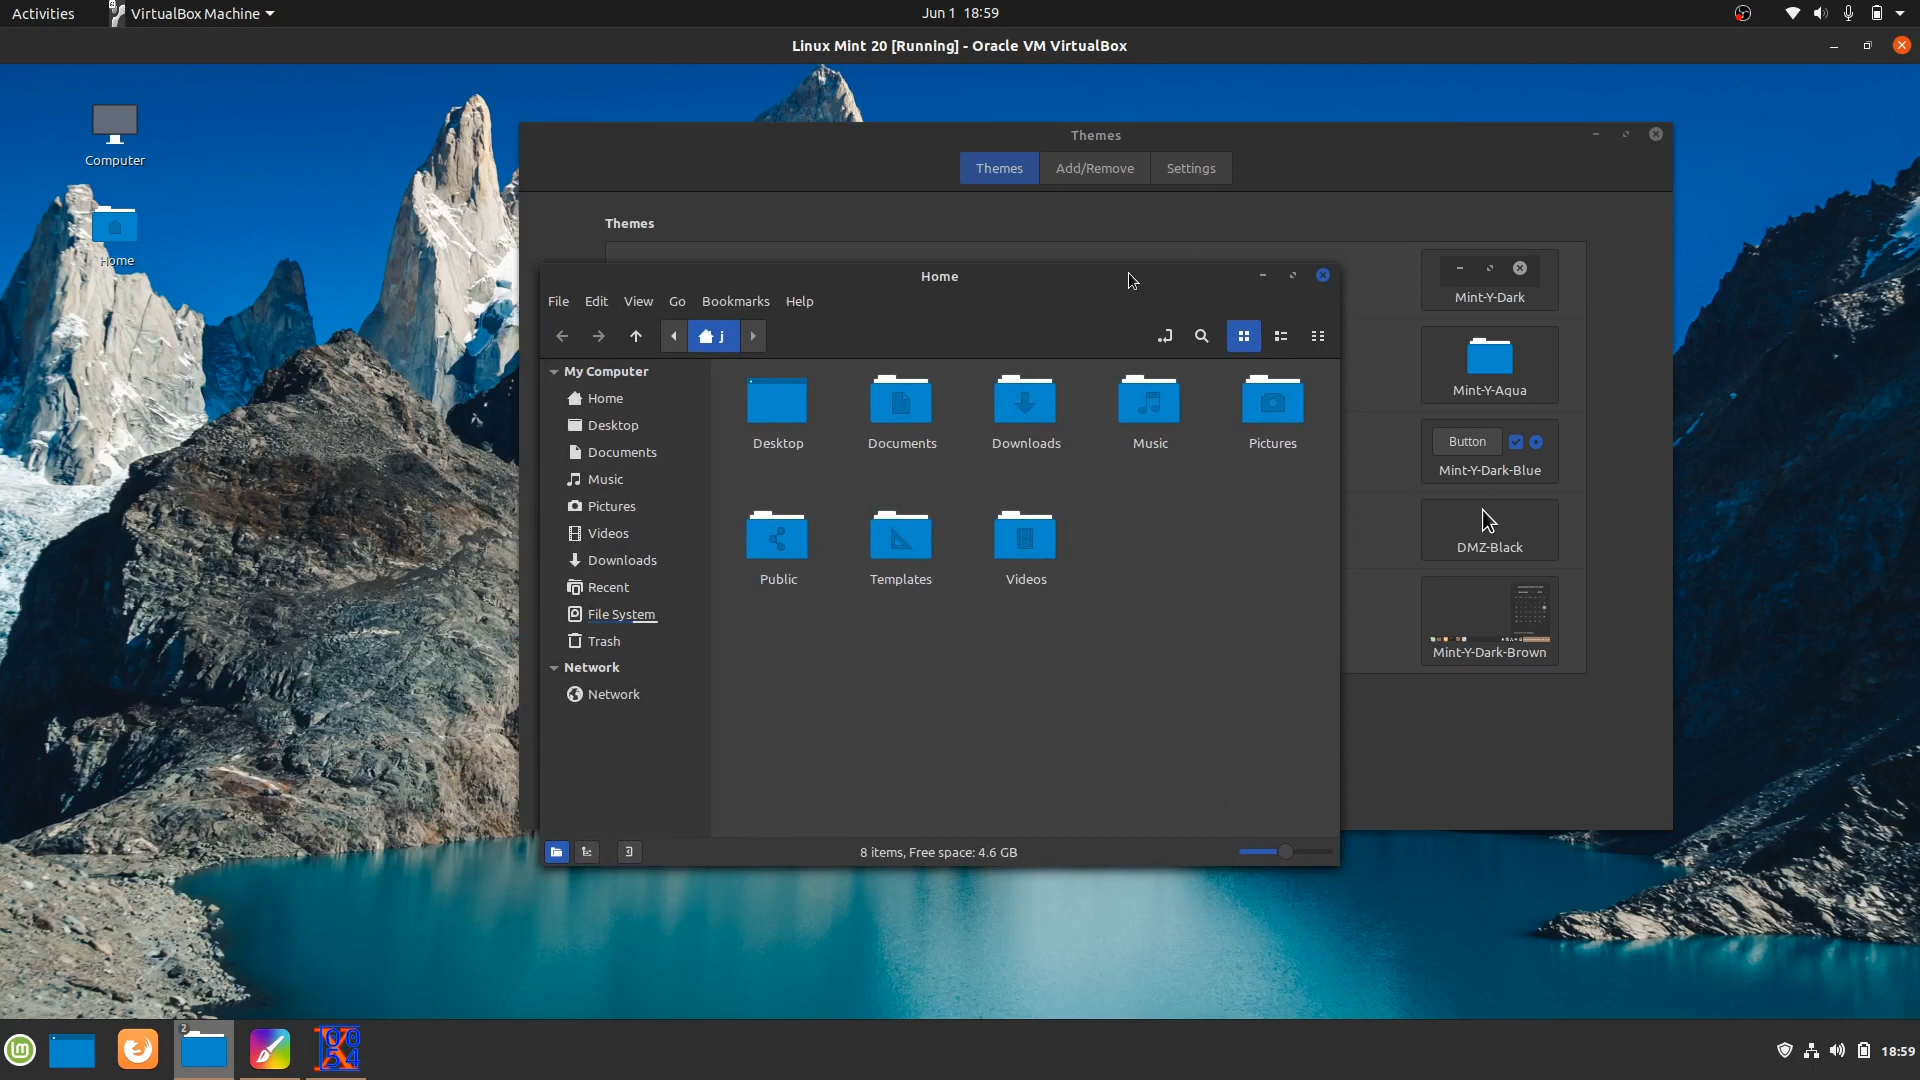 Activities
VirtualBox Machine
Jun 1 18:59
Linux Mint 20 [Running] - Oracle VM VirtualBox
Computer
Home
Themes
Themes
Add/Remove
Settings
Themes
Mint-Y-Dark
Mint-Y-Aqua
Button
Mint-Y-Dark-Blue
DMZ-Black
Mint-Y-Dark-Brown
Home
File
Edit
View
Go
Bookmarks
Help
j
My Computer
Home
Desktop
Documents
Music
Pictures
Videos
Downloads
Recent
File System
Trash
Network
Network
Desktop
Documents
Downloads
Music
Pictures
Public
Templates
Videos
8 items, Free space: 4.6 GB
2
18:59